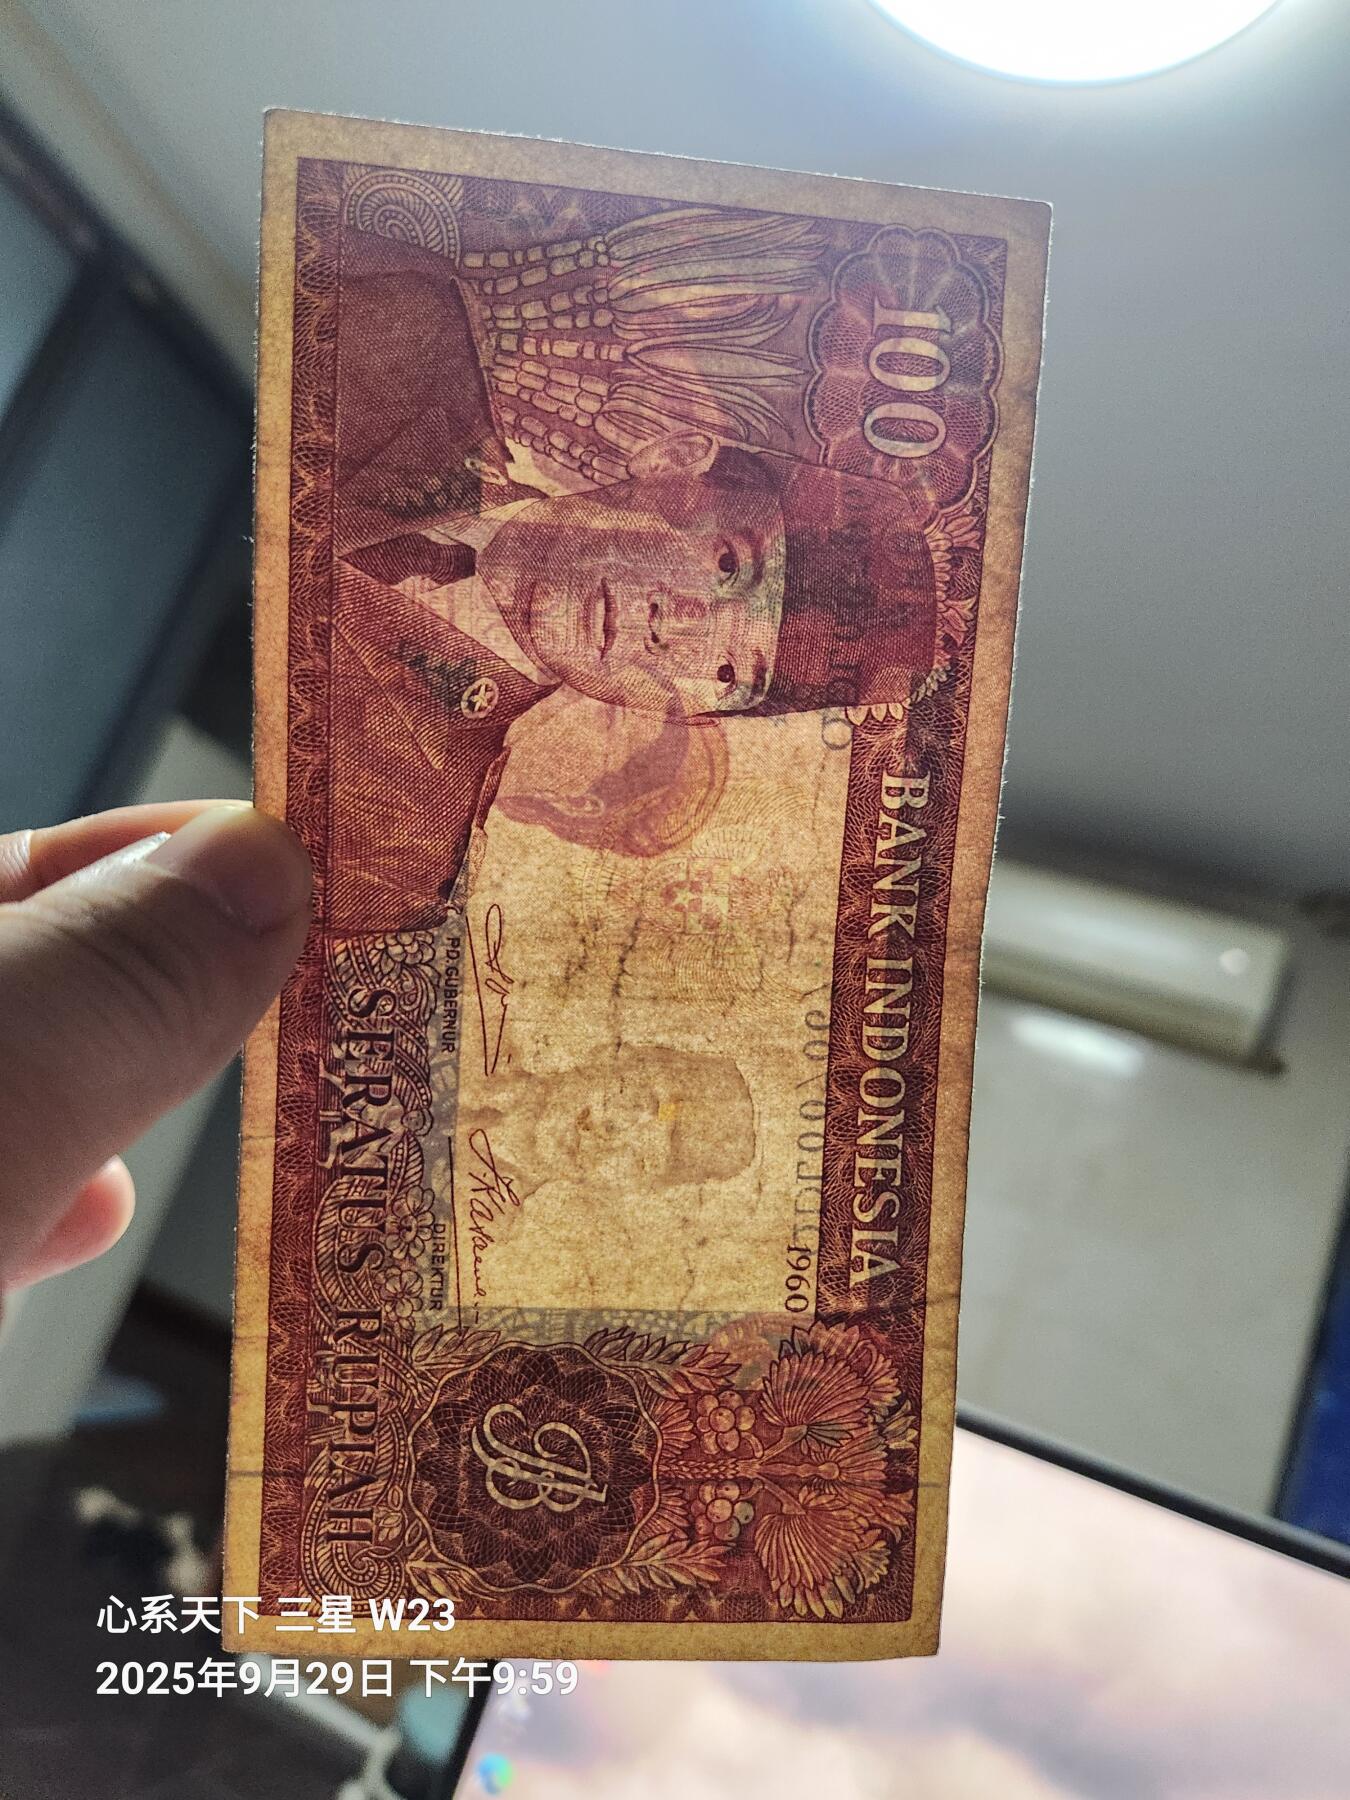 100
BANK INDONESIA
1960
PD. GUBERNUR
DIREKTUR
SERATUS RUPIAH
心系天下 三星 W23
2025年9月29日 下午9:59